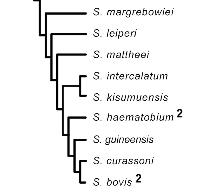 S. margrebowiei
S. leiperi
S. mattheei
S. intercalatum
S. kisumuensis
S. haematobium 2
S. guineensis
S. curassoni
S. bovis 2